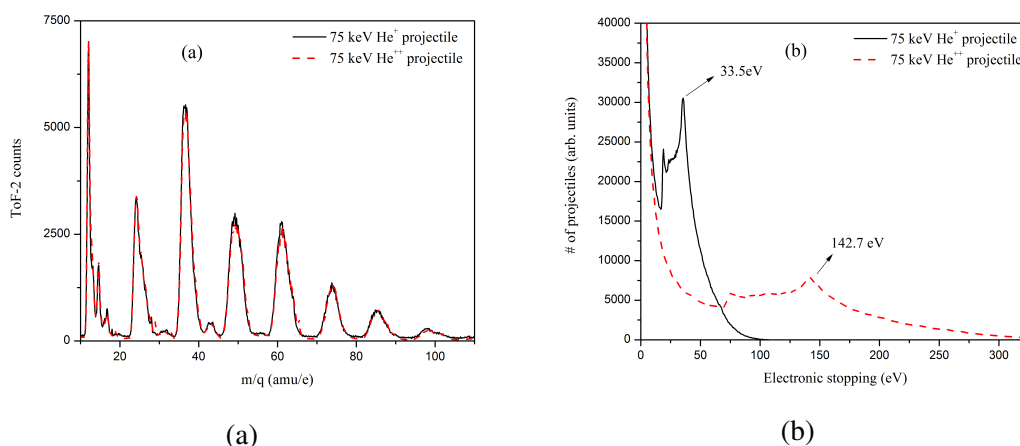 7500
5000
2500
0
20
40
60
80
100
ToF-2 counts
m/q (amu/e)
(a)
75 keV He⁺ projectile
75 keV He⁺⁺ projectile
(a)
40000
35000
30000
25000
20000
15000
10000
5000
0
0
50
100
150
200
250
300
# of projectiles (arb. units)
Electronic stopping (eV)
(b)
75 keV He⁺ projectile
75 keV He⁺⁺ projectile
33.5eV
142.7 eV
(b)